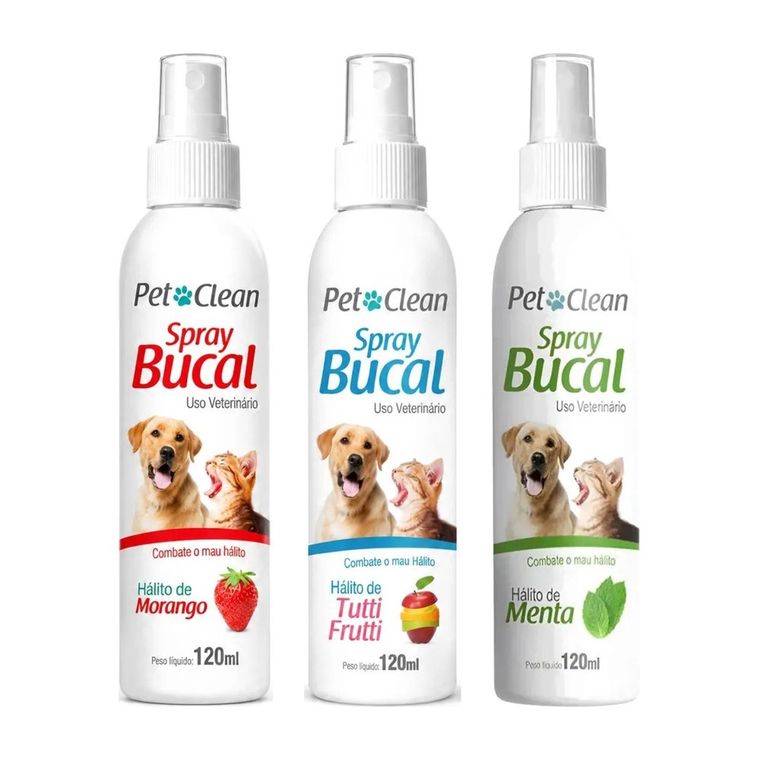 Pet Clean
Spray
Bucal
Uso Veterinário
Combate o mau hálito
Hálito de
Morango
Peso líquido: 120ml
Pet Clean
Spray
Bucal
Uso Veterinário
Combate o mau Hálito
Hálito de
Tutti
Frutti
Peso líquido: 120ml
Pet Clean
Spray
Bucal
Uso Veterinário
Combate o mau hálito
Hálito de
Menta
Peso líquido 120ml